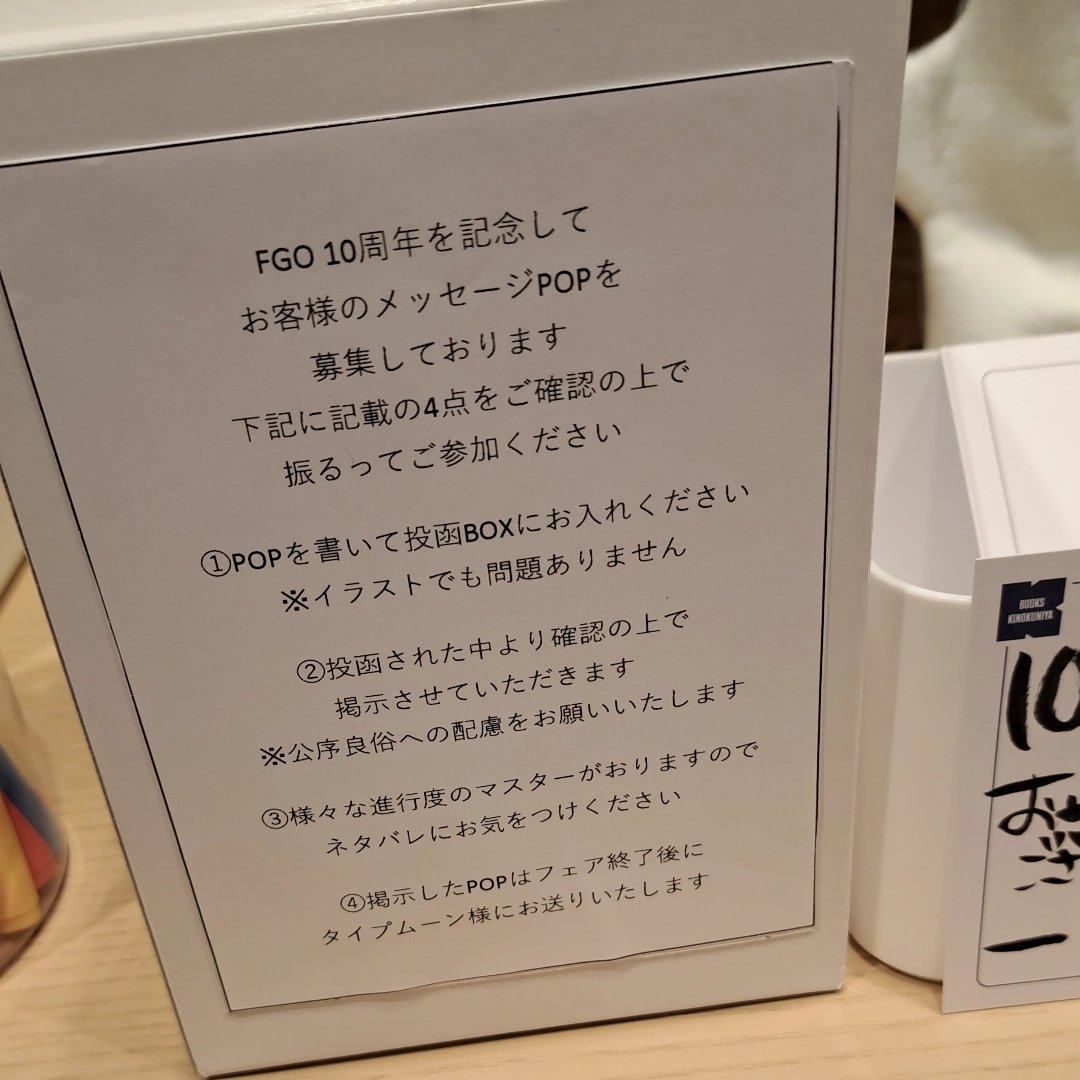 FGO 10周年を記念して
お客様のメッセージPOPを
募集しております
下記に記載の4点をご確認の上で
振るってご参加ください
①POPを書いて投函BOXにお入れください
※イラストでも問題ありません
②投函された中より確認の上で
掲示させていただきます
※公序良俗への配慮をお願いいたします
③様々な進行度のマスターがおりますので
ネタバレにお気をつけください
④掲示したPOPはフェア終了後に
タイプムーン様にお送りいたします
BOOKS
KINOKUNIYA
10